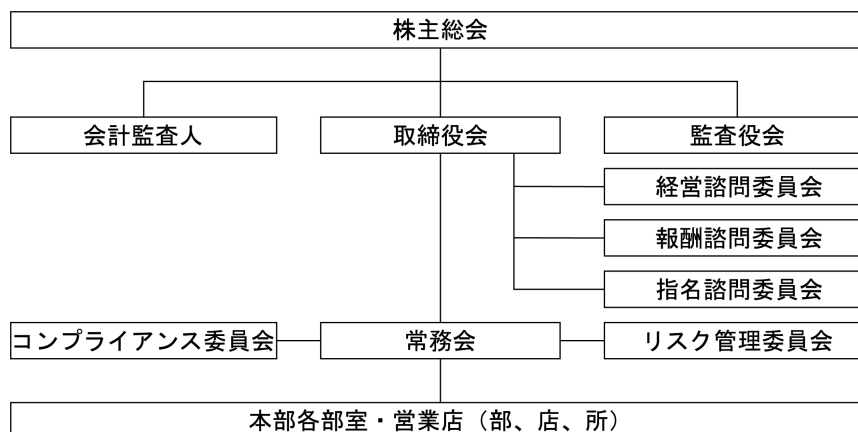 株主総会
会計監査人
取締役会
監査役会
経営諮問委員会
報酬諮問委員会
指名諮問委員会
コンプライアンス委員会
常務会
リスク管理委員会
本部各部室・営業店（部、店、所）